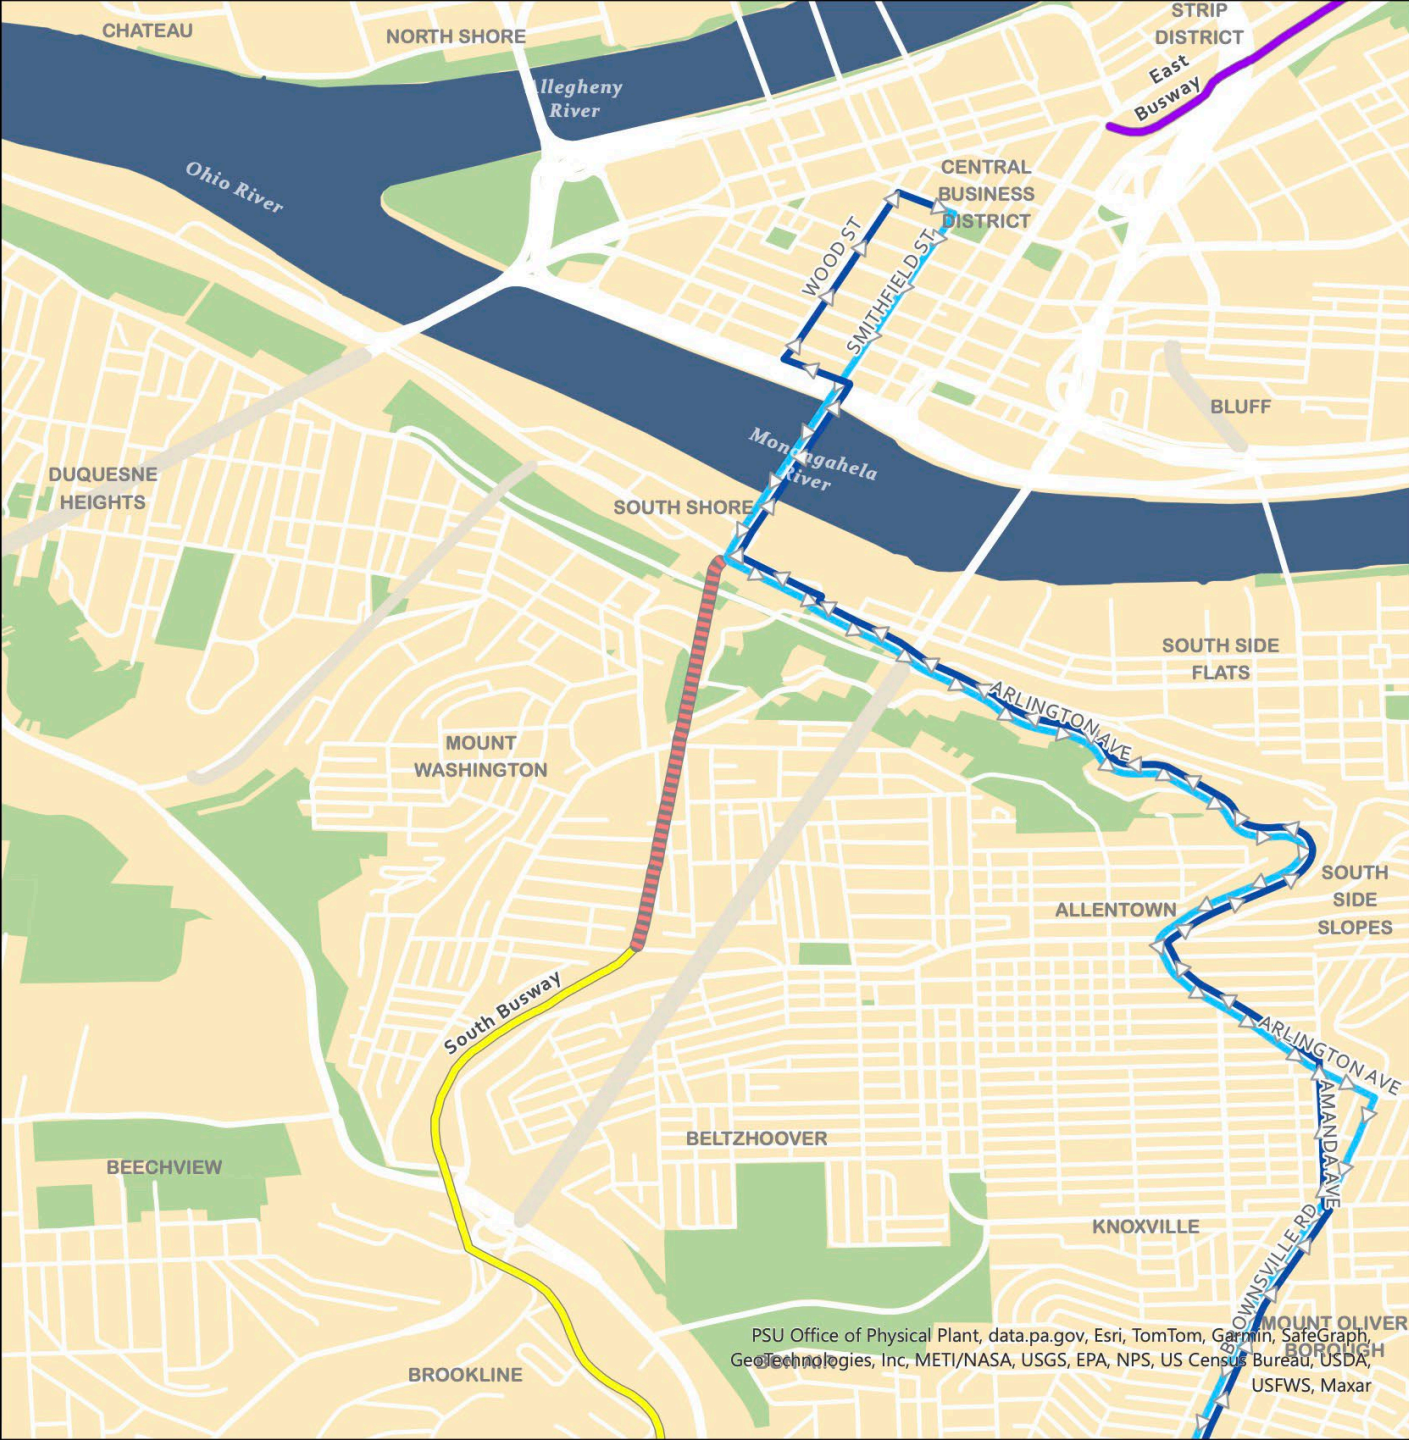 CHATEAU
NORTH SHORE
STRIP
DISTRICT
East
Busway
Allegheny
River
Ohio River
CENTRAL
BUSINESS
DISTRICT
WOOD ST
SMITHFIELD ST
BLUFF
Monongahela
River
DUQUESNE
HEIGHTS
SOUTH SHORE
SOUTH SIDE
FLATS
ARLINGTON AVE
MOUNT
WASHINGTON
SOUTH
SIDE
SLOPES
ALLENTOWN
South Busway
ARLINGTON AVE
AMANDA AVE
BELTZHOOVER
BEECHVIEW
KNOXVILLE
BROWNSVILLE RD
MOUNT OLIVER
BOROUGH
BROOKLINE
PSU Office of Physical Plant, data.pa.gov, Esri, TomTom, Garmin, SafeGraph,
GeoTechnologies, Inc, METI/NASA, USGS, EPA, NPS, US Census Bureau, USDA,
USFWS, Maxar